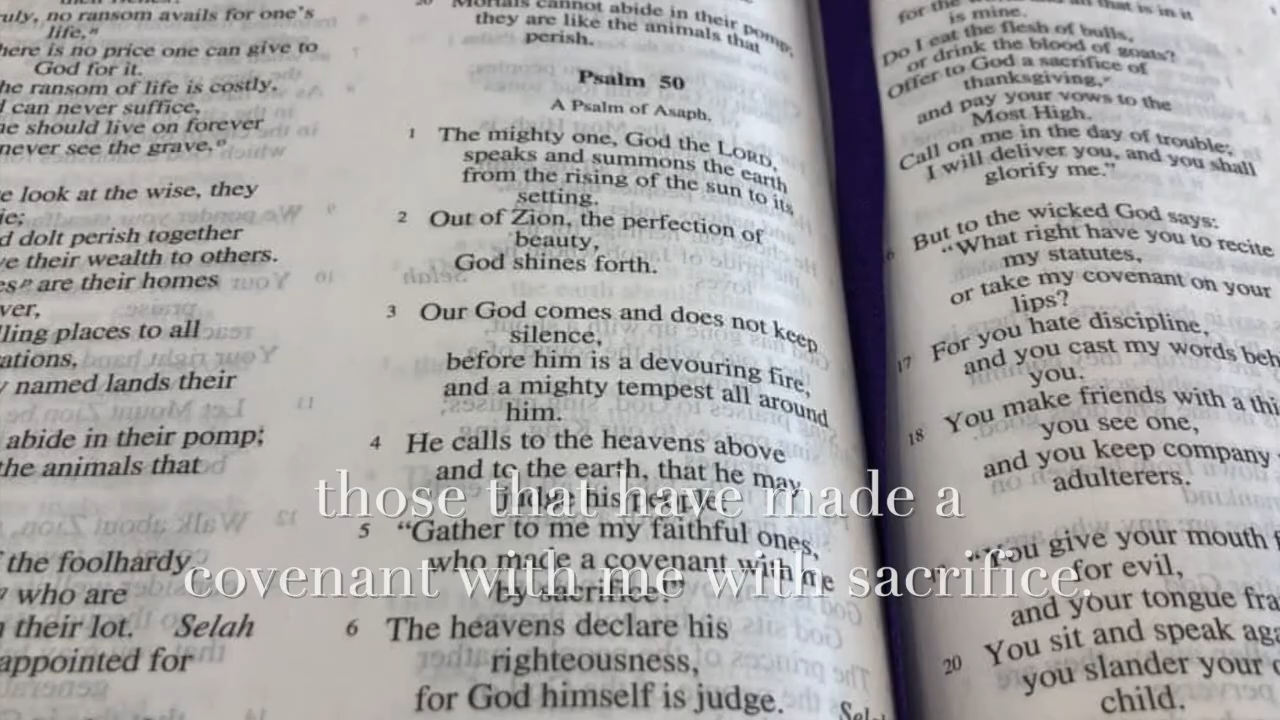 uly, no ransom avails for one's
life,
here is no price one can give to
God for it.
he ransom of life is costly,
can never suffice,
e should live on forever
never see the grave."
e look at the wise, they
ie;
d dolt perish together
ve their wealth to others.
are their homes
ver,
lling places to all
ations,
named lands their
abide in their pomp;
the animals that
the foolhardy,
who are
their lot. Selah
appointed for
20 Mortals cannot abide in their pomp;
they are like the animals that
perish.
Psalm 50
A Psalm of Asaph.
1 The mighty one, God the LORD,
speaks and summons the earth
from the rising of the sun to its
setting.
2 Out of Zion, the perfection of
beauty,
God shines forth.
3 Our God comes and does not keep
silence,
before him is a devouring fire,
and a mighty tempest all around
him.
4 He calls to the heavens above
and to the earth, that he may
judge his people:
5 “Gather to me my faithful ones,
who made a covenant with me
by sacrifice!”
6 The heavens declare his
righteousness,
for God himself is judge.
Selah
for the
that is in it
is mine.
Do I eat the flesh of bulls,
or drink the blood of goats?
Offer to God a sacrifice of
thanksgiving,
and pay your vows to the
Most High.
Call on me in the day of trouble;
I will deliver you, and you shall
glorify me.”
But to the wicked God says:
“What right have you to recite
my statutes,
or take my covenant on your
lips?
17 For you hate discipline,
and you cast my words beh
you.
18 You make friends with a thi
you see one,
and you keep company
adulterers.
“You give your mouth f
for evil,
and your tongue fra
20 You sit and speak aga
you slander your o
child.
those that have made a
covenant with me with sacrifice.